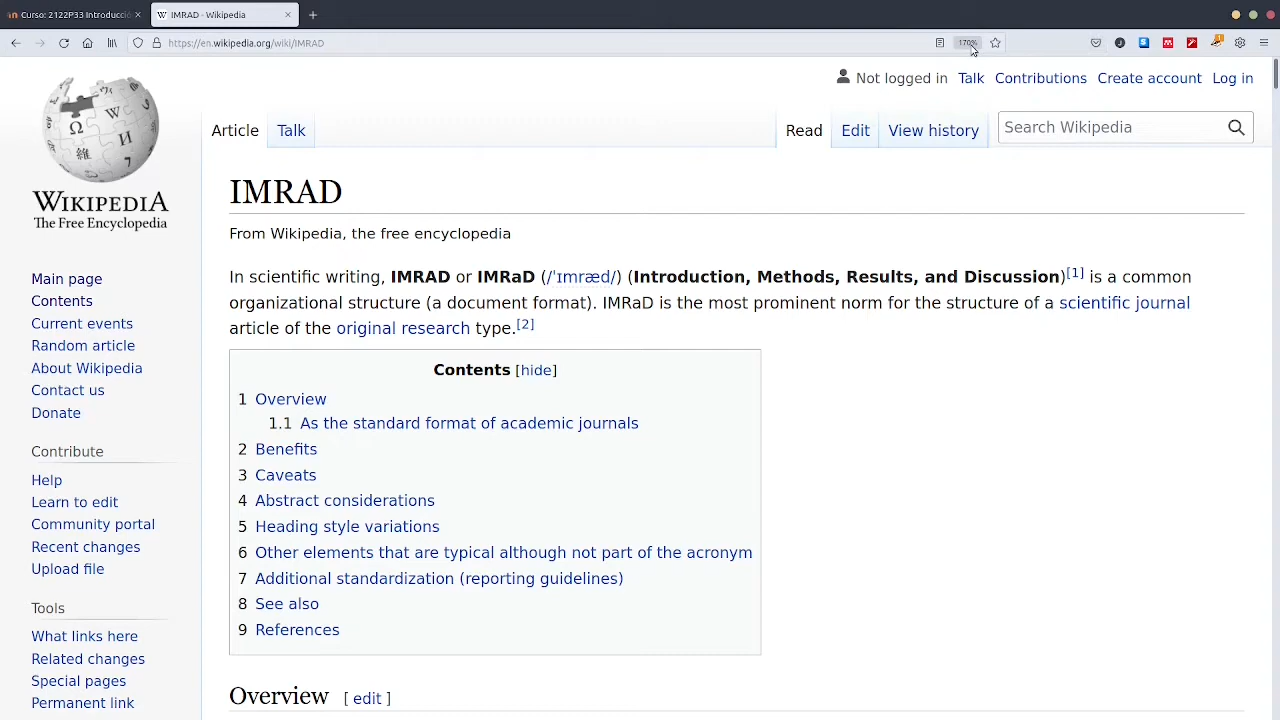 Curso: 2122P33 Introducció
IMRAD - Wikipedia
https://en.wikipedia.org/wiki/IMRAD
170%
Not logged in Talk Contributions Create account Log in
Article Talk Read Edit View history Search Wikipedia
WIKIPEDIA
The Free Encyclopedia
IMRAD
From Wikipedia, the free encyclopedia
In scientific writing, IMRAD or IMRaD (/ˈɪmræd/) (Introduction, Methods, Results, and Discussion)[1] is a common
organizational structure (a document format). IMRaD is the most prominent norm for the structure of a scientific journal
article of the original research type.[2]
Contents [hide]
1 Overview
1.1 As the standard format of academic journals
2 Benefits
3 Caveats
4 Abstract considerations
5 Heading style variations
6 Other elements that are typical although not part of the acronym
7 Additional standardization (reporting guidelines)
8 See also
9 References
Overview [ edit ]
Main page
Contents
Current events
Random article
About Wikipedia
Contact us
Donate
Contribute
Help
Learn to edit
Community portal
Recent changes
Upload file
Tools
What links here
Related changes
Special pages
Permanent link